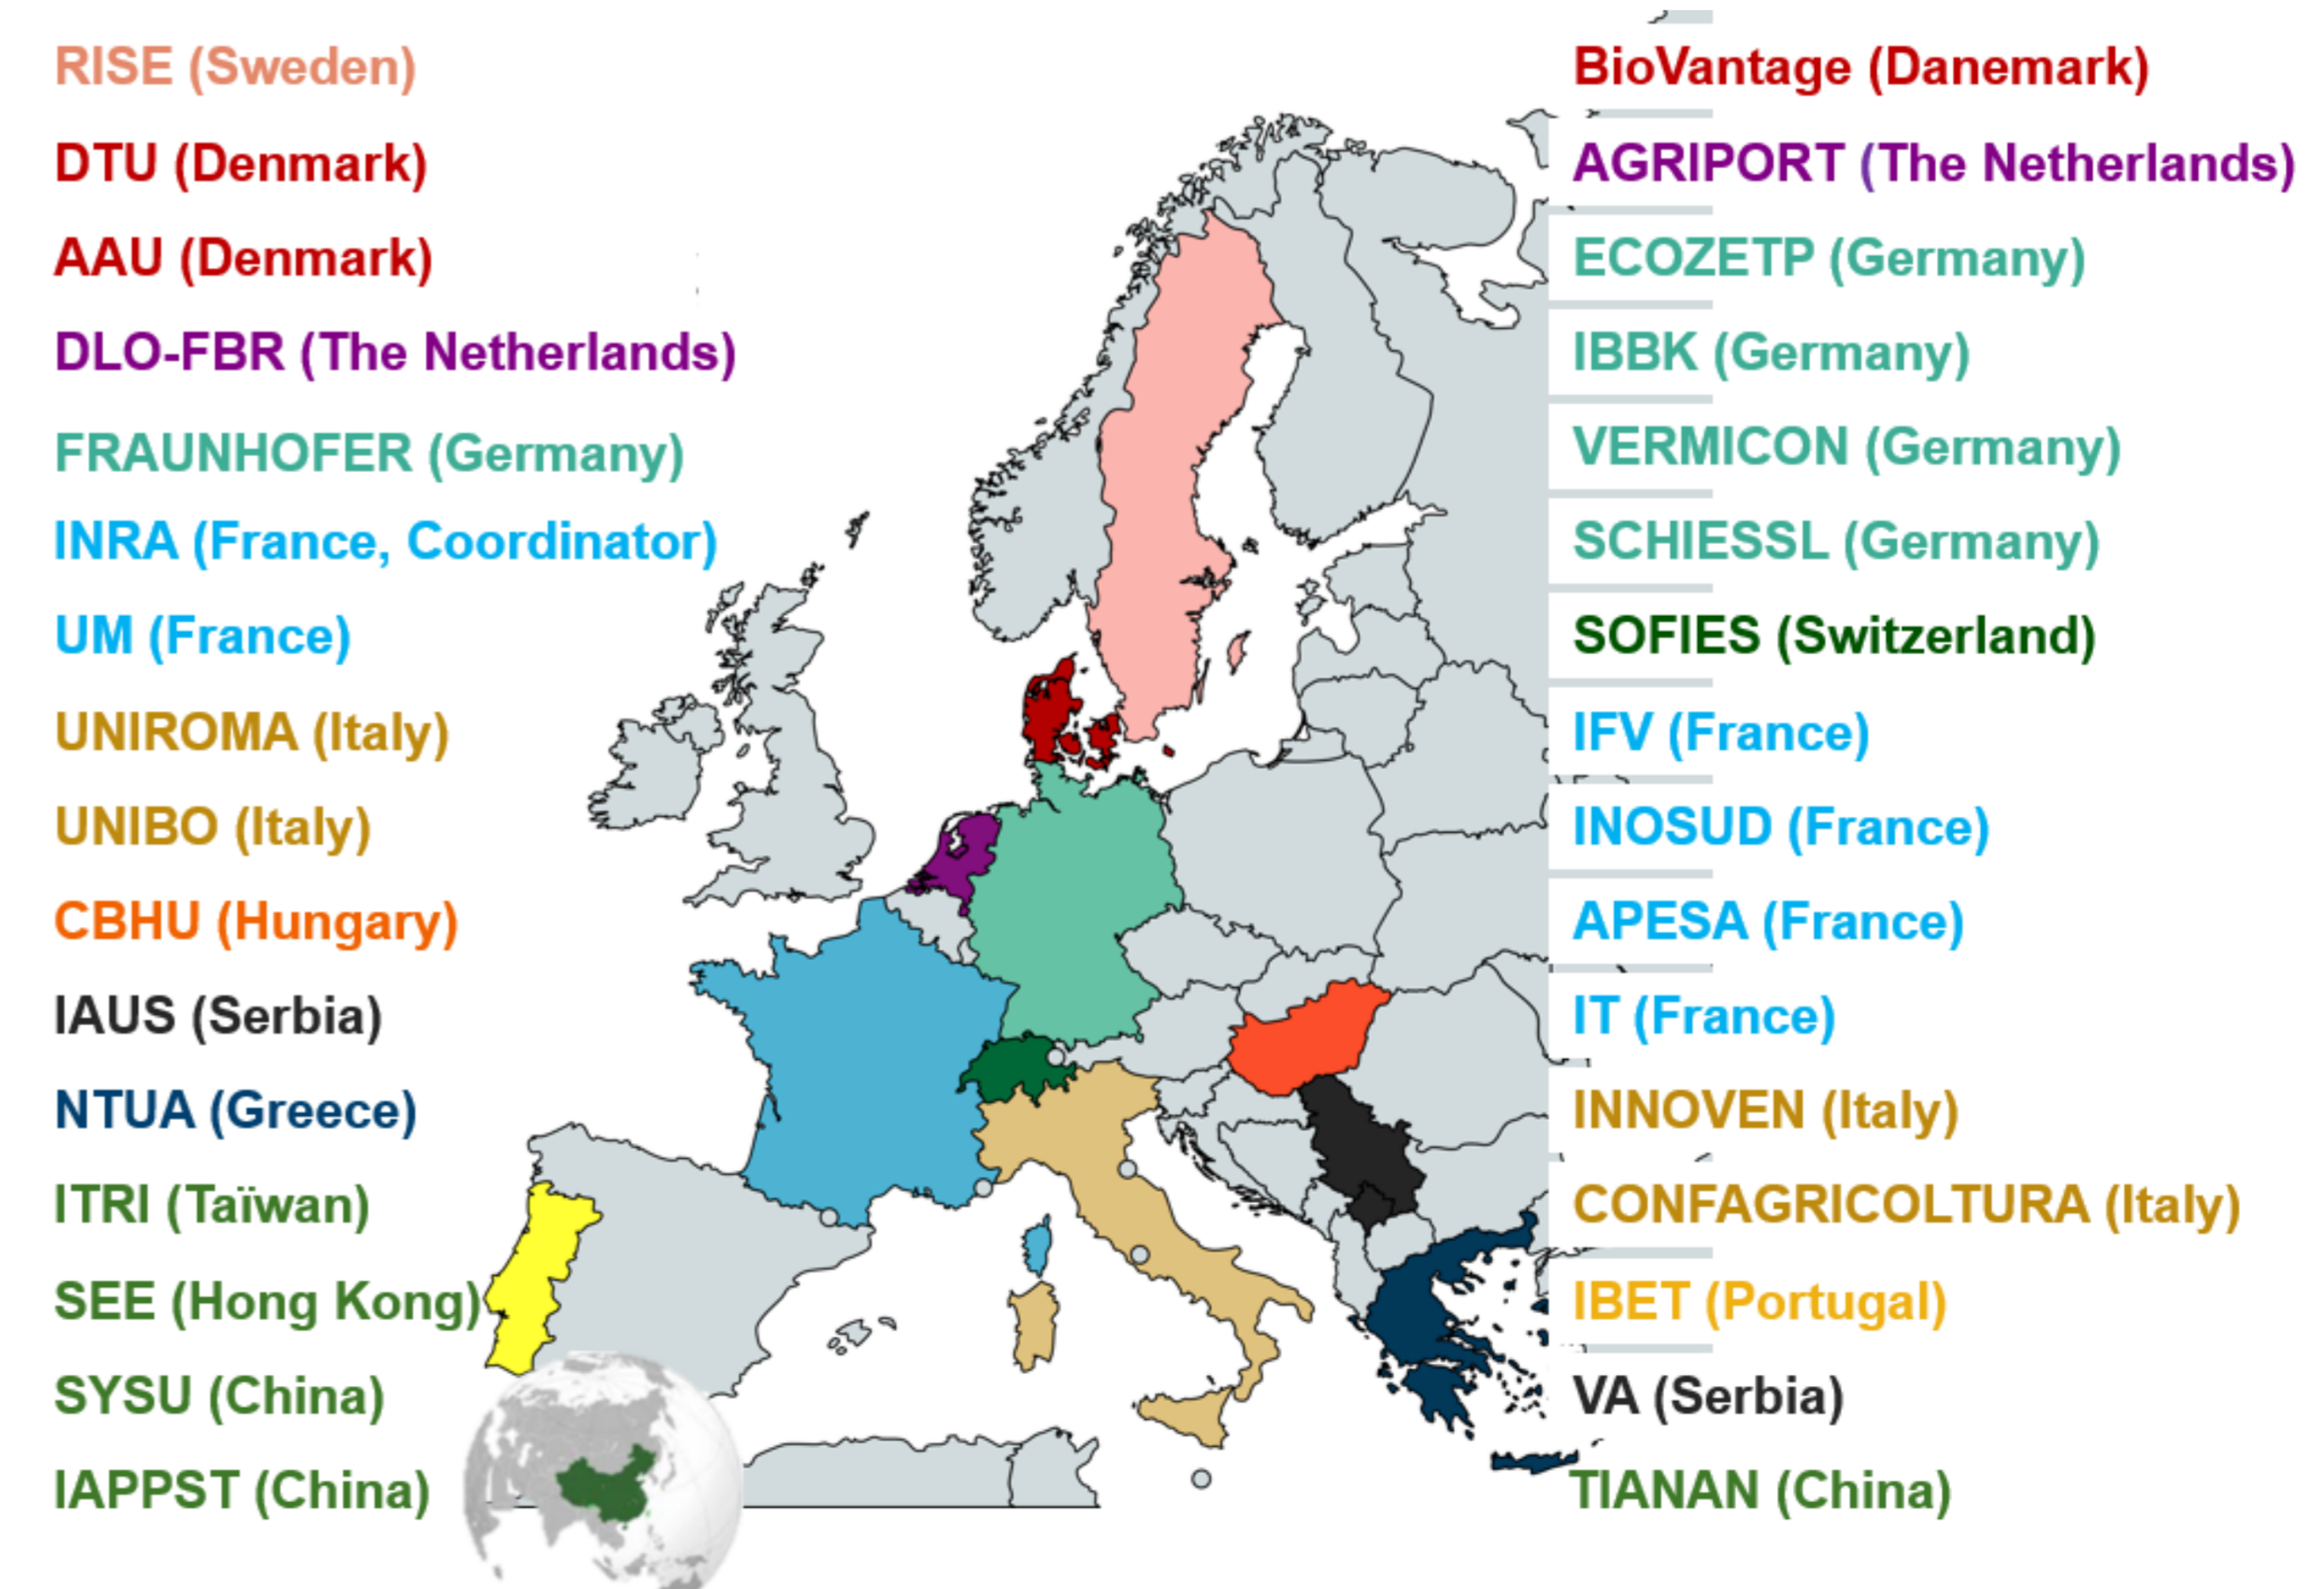 RISE (Sweden)
DTU (Denmark)
AAU (Denmark)
DLO-FBR (The Netherlands)
FRAUNHOFER (Germany)
INRA (France, Coordinator)
UM (France)
UNIROMA (Italy)
UNIBO (Italy)
CBHU (Hungary)
IAUS (Serbia)
NTUA (Greece)
ITRI (Taïwan)
SEE (Hong Kong)
SYSU (China)
IAPPST (China)
BioVantage (Danemark)
AGRIPORT (The Netherlands)
ECOZETP (Germany)
IBBK (Germany)
VERMICON (Germany)
SCHIESSL (Germany)
SOFIES (Switzerland)
IFV (France)
INOSUD (France)
APESA (France)
IT (France)
INNOVEN (Italy)
CONFAGRICOLTURA (Italy)
IBET (Portugal)
VA (Serbia)
TIANAN (China)